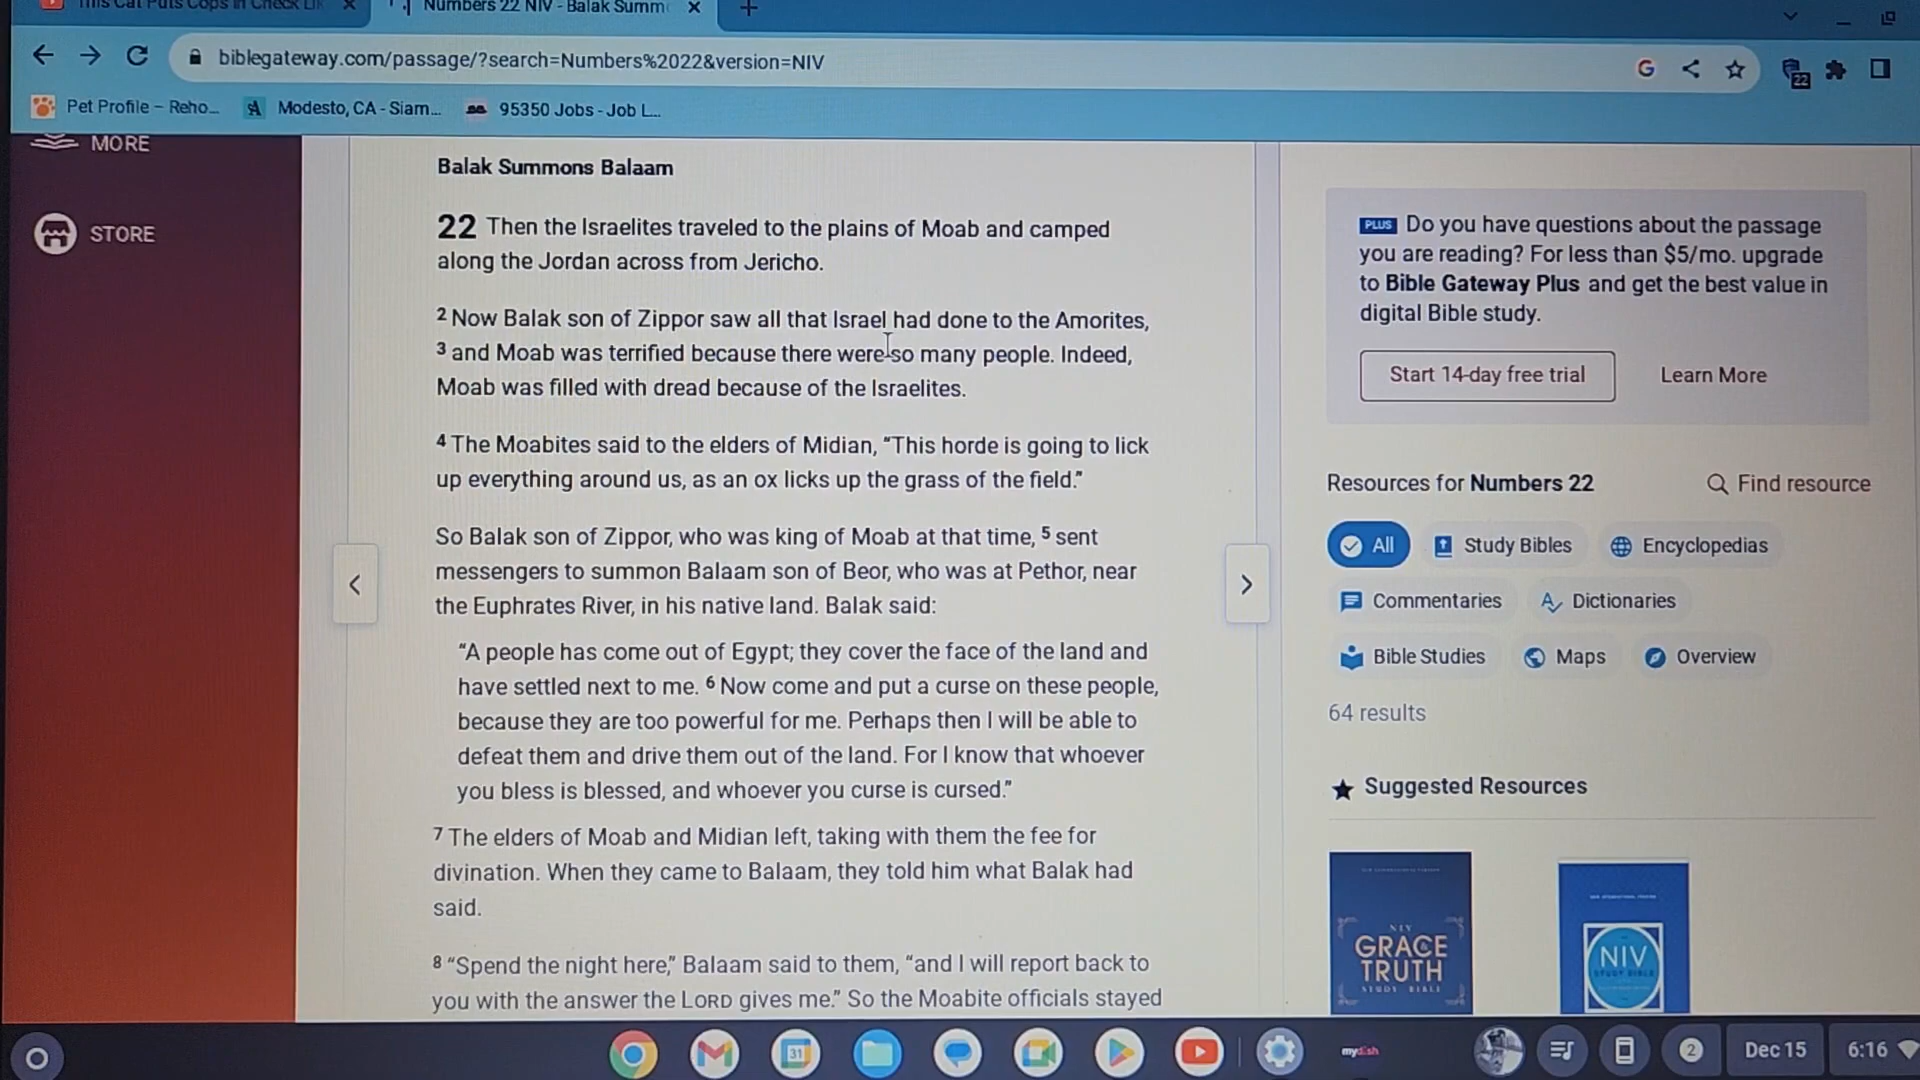 This Cat Puts Cops in Check Lik
Numbers 22 NIV - Balak Summ
biblegateway.com/passage/?search=Numbers%2022&version=NIV
22
Pet Profile – Reho...
Modesto, CA - Siam...
95350 Jobs - Job L...
MORE
STORE
Balak Summons Balaam
22 Then the Israelites traveled to the plains of Moab and camped
along the Jordan across from Jericho.
2 Now Balak son of Zippor saw all that Israel had done to the Amorites,
3 and Moab was terrified because there were so many people. Indeed,
Moab was filled with dread because of the Israelites.
4 The Moabites said to the elders of Midian, “This horde is going to lick
up everything around us, as an ox licks up the grass of the field.”
So Balak son of Zippor, who was king of Moab at that time, 5 sent
messengers to summon Balaam son of Beor, who was at Pethor, near
the Euphrates River, in his native land. Balak said:
“A people has come out of Egypt; they cover the face of the land and
have settled next to me. 6 Now come and put a curse on these people,
because they are too powerful for me. Perhaps then I will be able to
defeat them and drive them out of the land. For I know that whoever
you bless is blessed, and whoever you curse is cursed.”
7 The elders of Moab and Midian left, taking with them the fee for
divination. When they came to Balaam, they told him what Balak had
said.
8 “Spend the night here,” Balaam said to them, “and I will report back to
you with the answer the LORD gives me.” So the Moabite officials stayed
PLUS Do you have questions about the passage
you are reading? For less than $5/mo. upgrade
to Bible Gateway Plus and get the best value in
digital Bible study.
Start 14-day free trial
Learn More
Resources for Numbers 22
Find resource
All
Study Bibles
Encyclopedias
Commentaries
Dictionaries
Bible Studies
Maps
Overview
64 results
Suggested Resources
NIV
GRACE
TRUTH
STUDY BIBLE
NIV
STUDY BIBLE
31
mydish
2
Dec 15
6:16